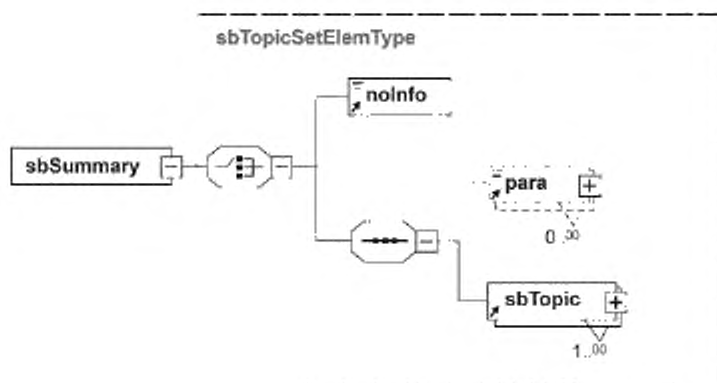 sbTopicSetElemType
noInfo
sbSummary
para
0..∞
sbTopic
1..∞